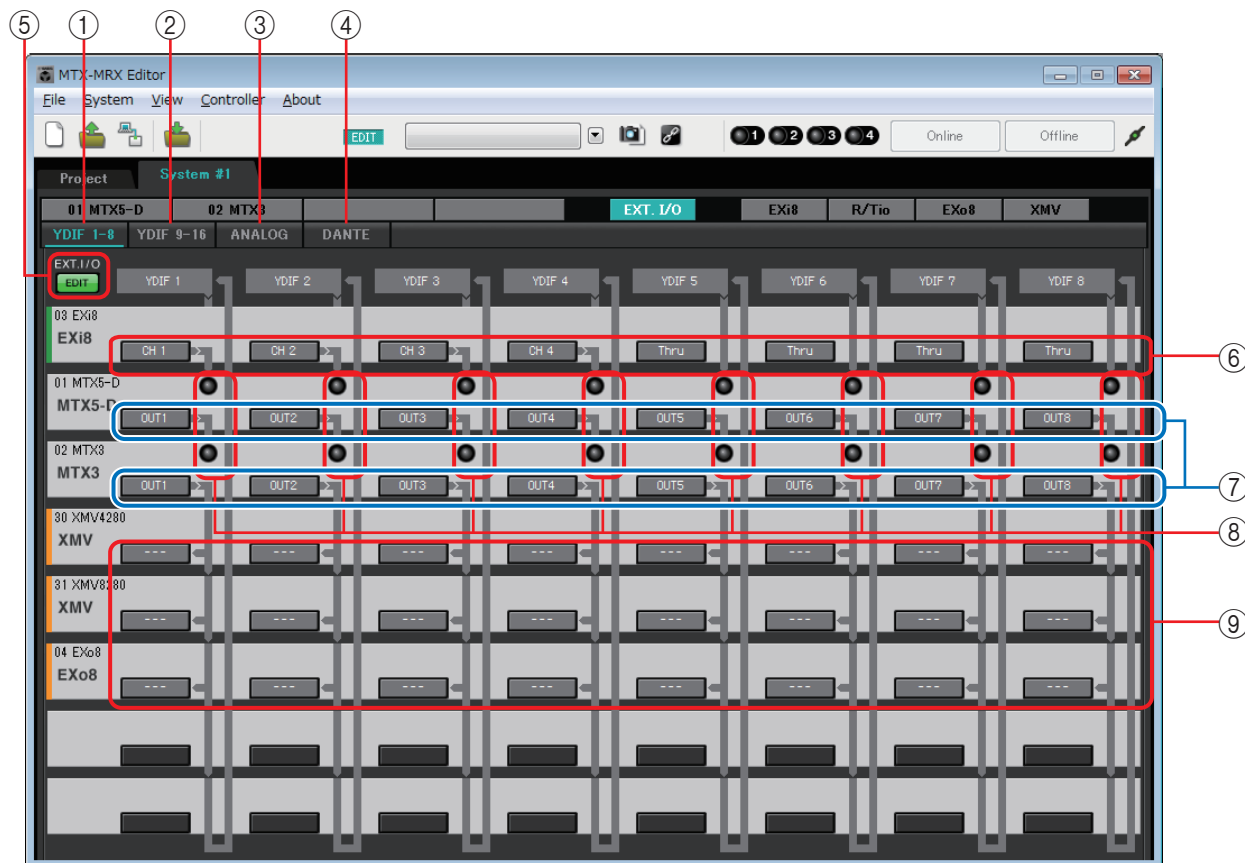 ⑤ ① ② ③ ④
MTX-MRX Editor
File System View Controller About
EDIT 1 2 3 4 Online Offline
Project System #1
01 MTX5-D 02 MTX3 EXT. I/O EXi8 R/Tio EXo8 XMV
YDIF 1-8 YDIF 9-16 ANALOG DANTE
EXT.I/O
EDIT YDIF 1 YDIF 2 YDIF 3 YDIF 4 YDIF 5 YDIF 6 YDIF 7 YDIF 8
03 EXi8
EXi8
CH 1 CH 2 CH 3 CH 4 Thru Thru Thru Thru ⑥
01 MTX5-D
MTX5-D
OUT1 OUT2 OUT3 OUT4 OUT5 OUT6 OUT7 OUT8
02 MTX3
MTX3
OUT1 OUT2 OUT3 OUT4 OUT5 OUT6 OUT7 OUT8 ⑦
30 XMV4280
⑧
XMV
--- --- --- --- --- --- --- ---
31 XMV8280
XMV
--- --- --- --- --- --- --- --- ⑨
04 EXo8
EXo8
--- --- --- --- --- --- --- ---